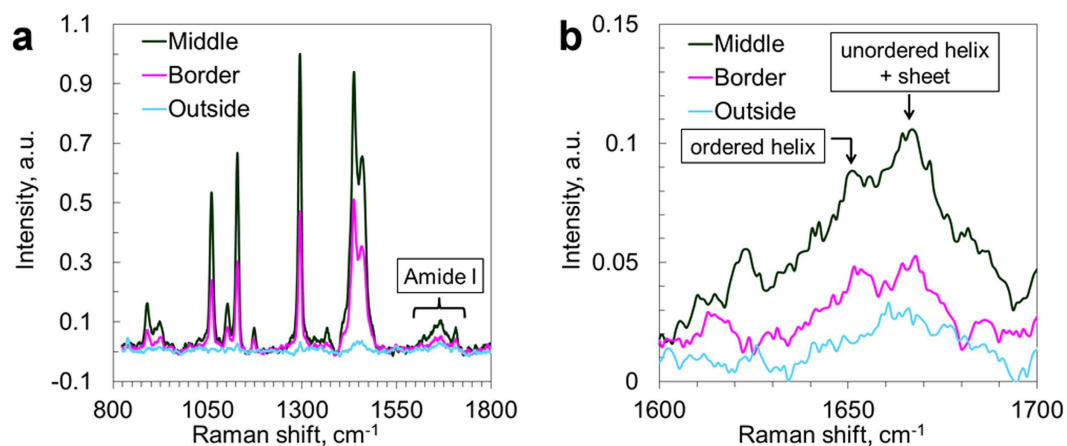 a
Middle
Border
Outside
Amide I
1.1
0.9
0.7
0.5
0.3
0.1
-0.1
800
1050
1300
1550
1800
Intensity, a.u.
Raman shift, cm-1
b
Middle
Border
Outside
unordered helix
+ sheet
ordered helix
0.15
0.1
0.05
0
1600
1650
1700
Intensity, a.u.
Raman shift, cm-1